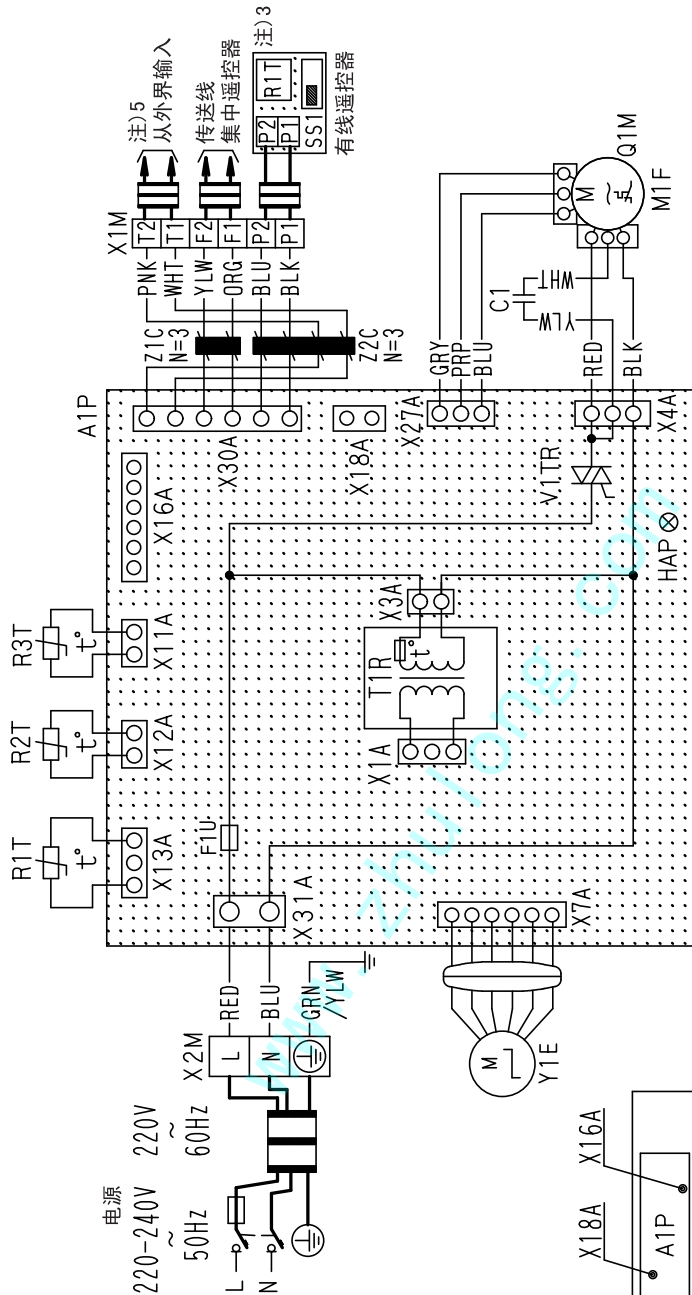 电源
220-240V
~
50Hz
220V
~
60Hz
L
N
X2M
L
N
RED
BLU
GRN
/YLW
R1T
t°
X13A
R2T
t°
X12A
R3T
t°
X11A
X16A
A1P
X31A
F1U
X30A
X18A
X1A
T1R
t°
X3A
V1TR
X27A
X4A
HAP
X7A
M
Y1E
Z1C
N=3
Z2C
N=3
PNK
WHT
YLW
ORG
BLU
BLK
X1M
T2
T1
F2
F1
P2
P1
注)5
从外界输入
传送线
集中遥控器
注)3
P2
P1
R1T
SS1
有线遥控器
GRY
PRP
BLU
C1
YLW
WHT
RED
BLK
M
~
Q1M
M1F
X18A
X16A
A1P
www.zhulong.com